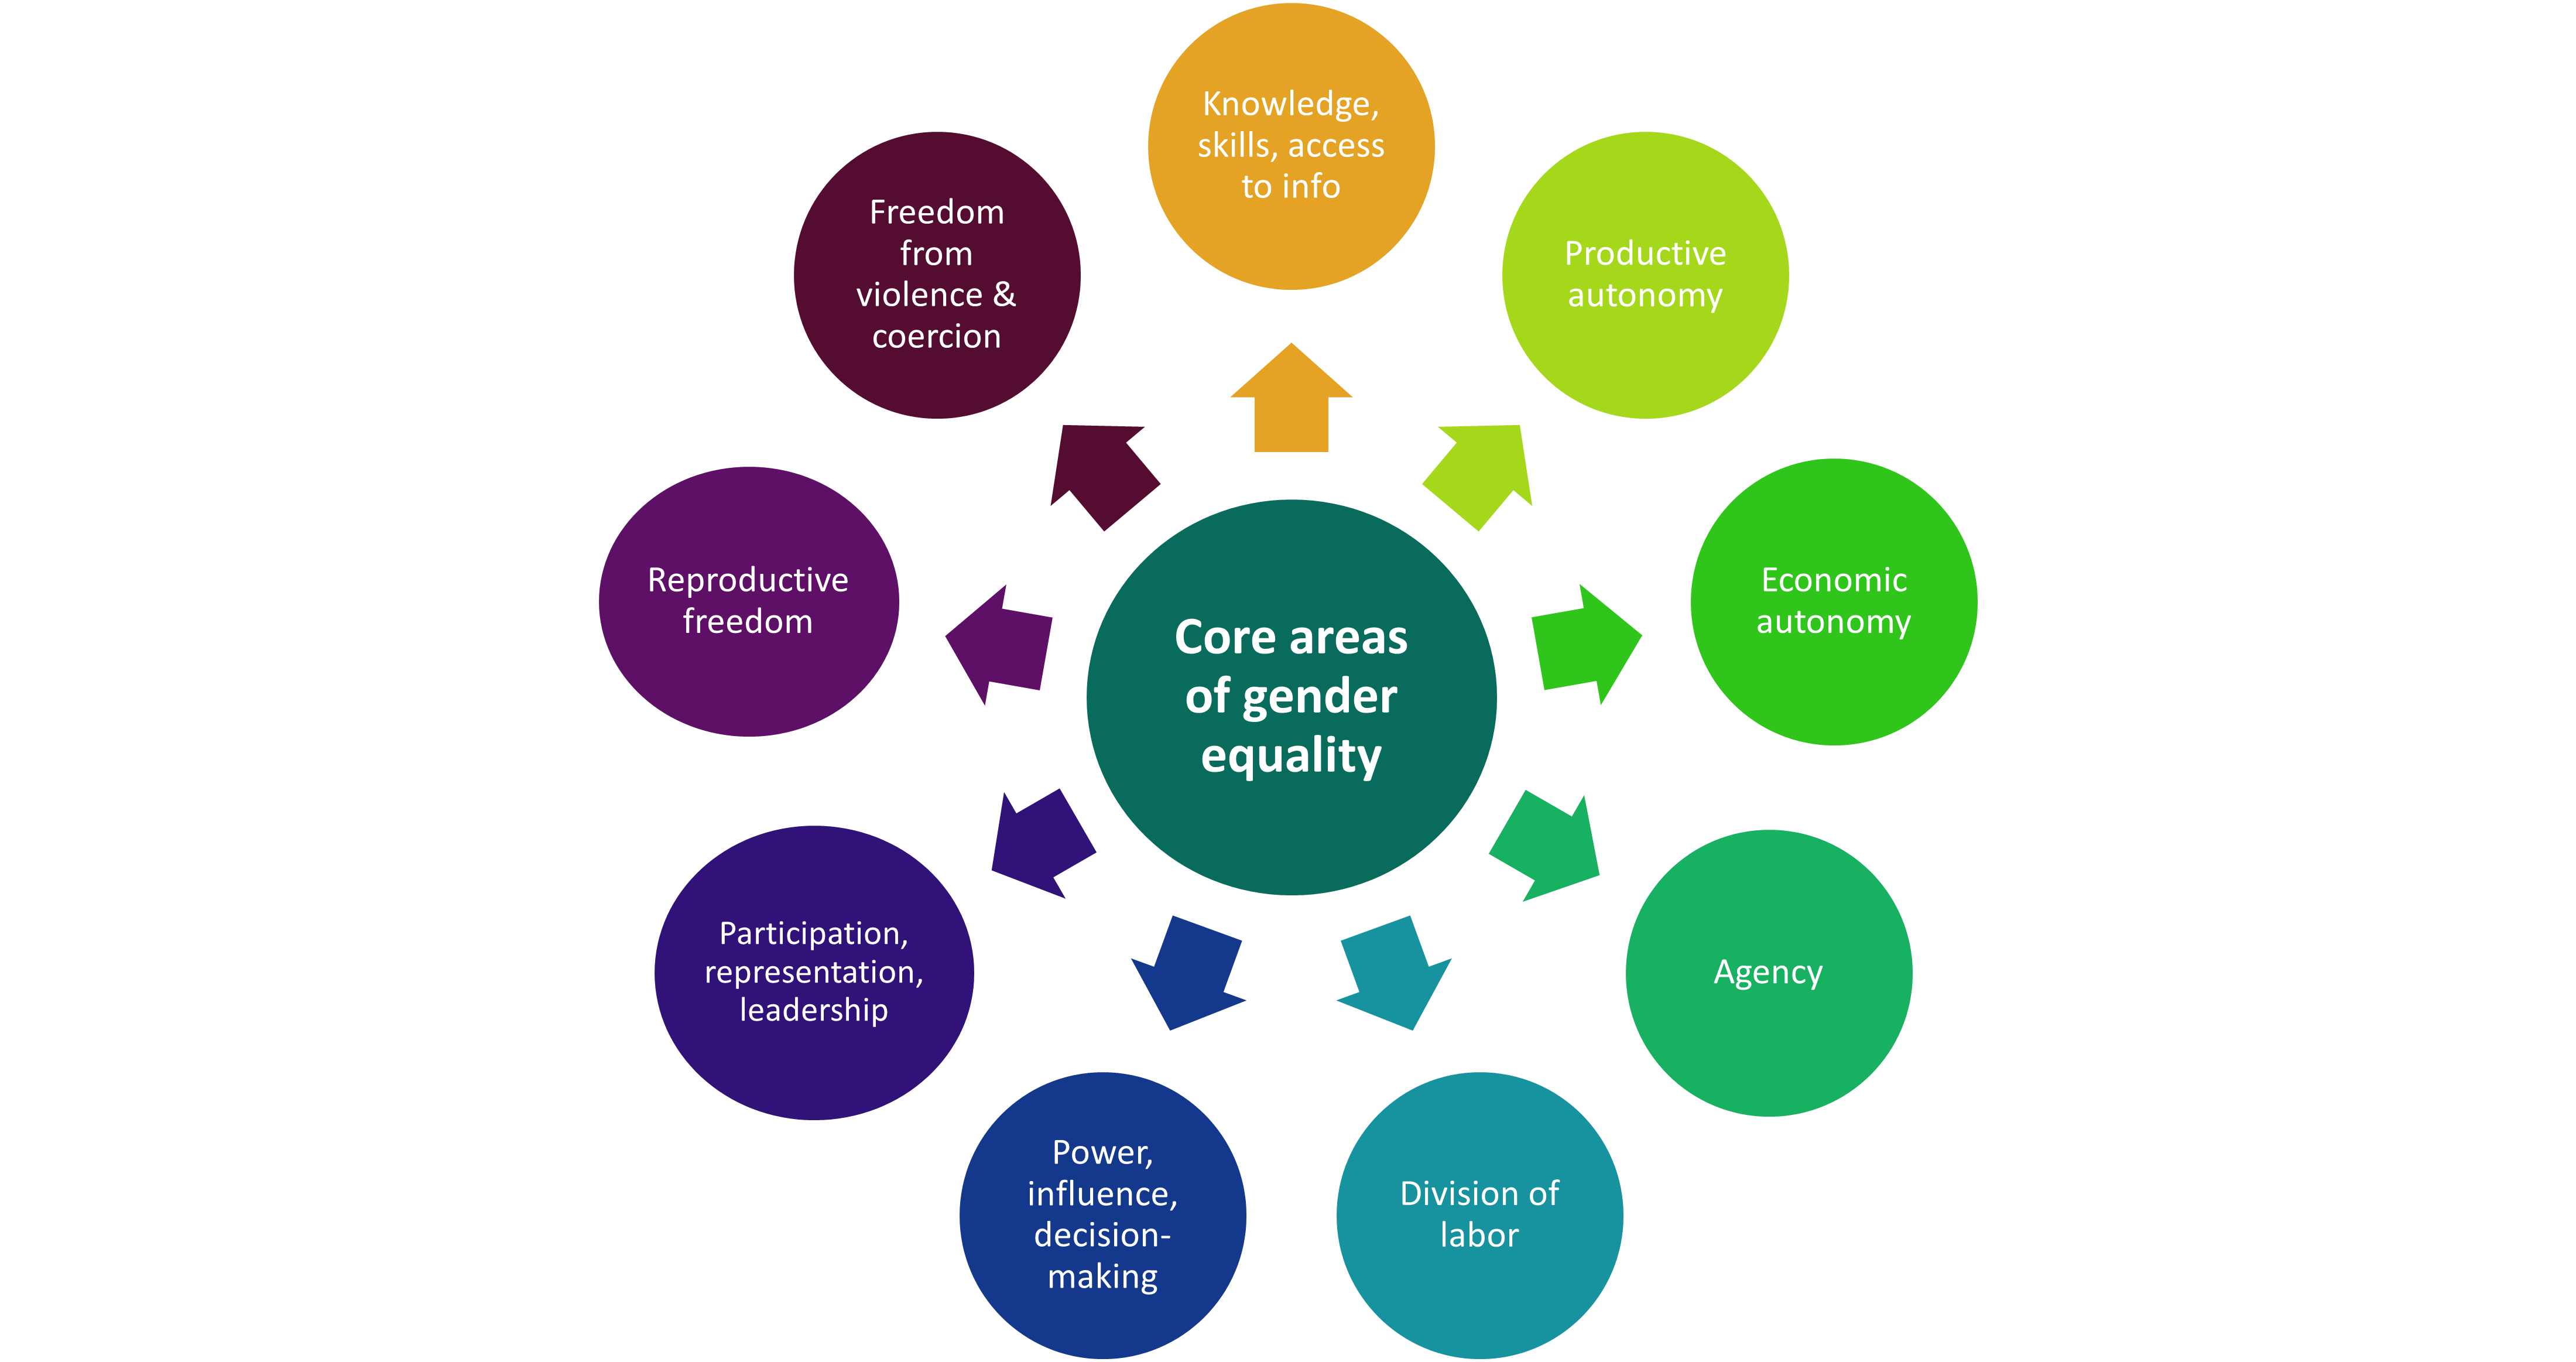 Knowledge,
skills, access
to info
Productive
autonomy
Economic
autonomy
Agency
Division of
labor
Power,
influence,
decision-
making
Participation,
representation,
leadership
Reproductive
freedom
Freedom
from
violence &
coercion
Core areas
of gender
equality